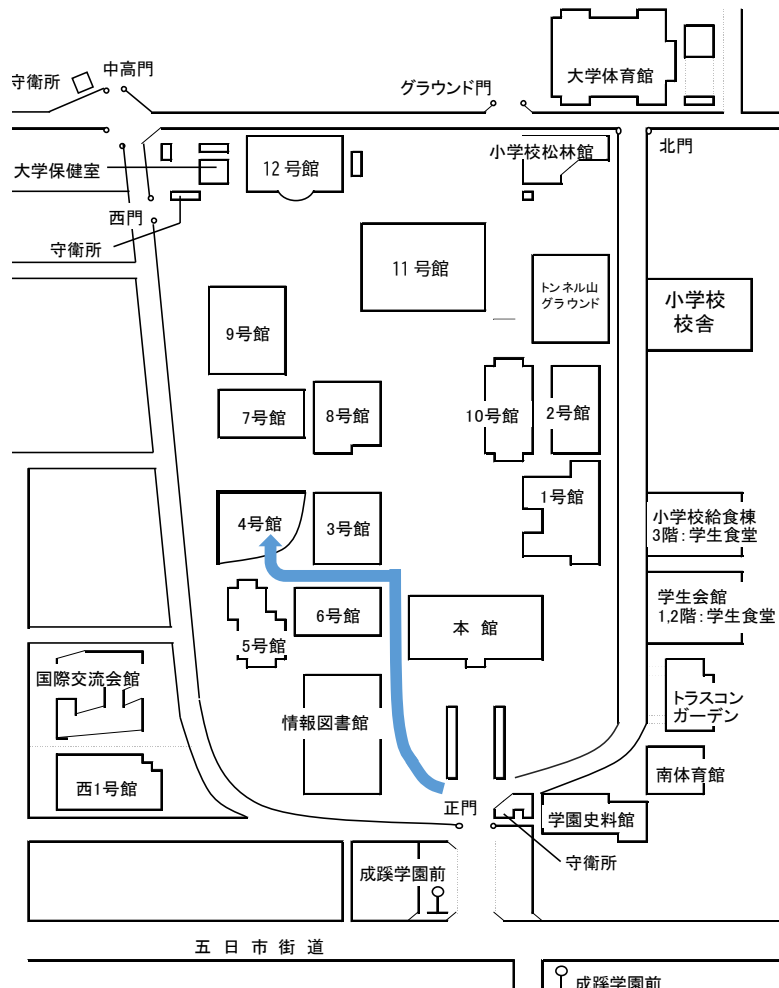 大学体育館
中高門
守衛所
グラウンド門
北門
小学校松林館
大学保健室
12号館
西門
守衛所
11号館
トンネル山
グラウンド
小学校
校舎
9号館
7号館
8号館
10号館
2号館
1号館
4号館
3号館
小学校給食棟
3階：学生食堂
学生会館
1,2階：学生食堂
6号館
本館
5号館
国際交流会館
トラスコン
ガーデン
情報図書館
南体育館
西1号館
正門
学園史料館
守衛所
成蹊学園前
五日市街道
成蹊学園前